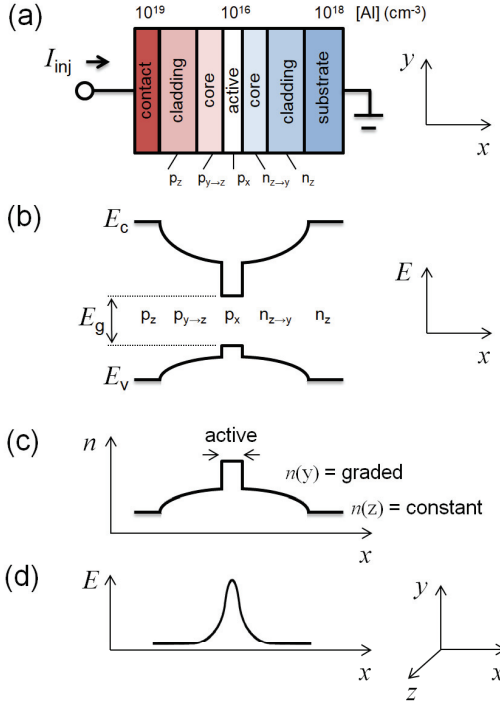 (a)
10¹⁹ 10¹⁶ 10¹⁸ [Al] (cm⁻³)
I_inj
contact
cladding
core
active
core
cladding
substrate
y
x
p_z p_y→z p_x n_z→y n_z
(b)
E_c
E
E_g p_z p_y→z p_x n_z→y n_z
x
E_v
(c)
n
active
n(y) = graded
n(z) = constant
x
(d)
E
x
y
x
z